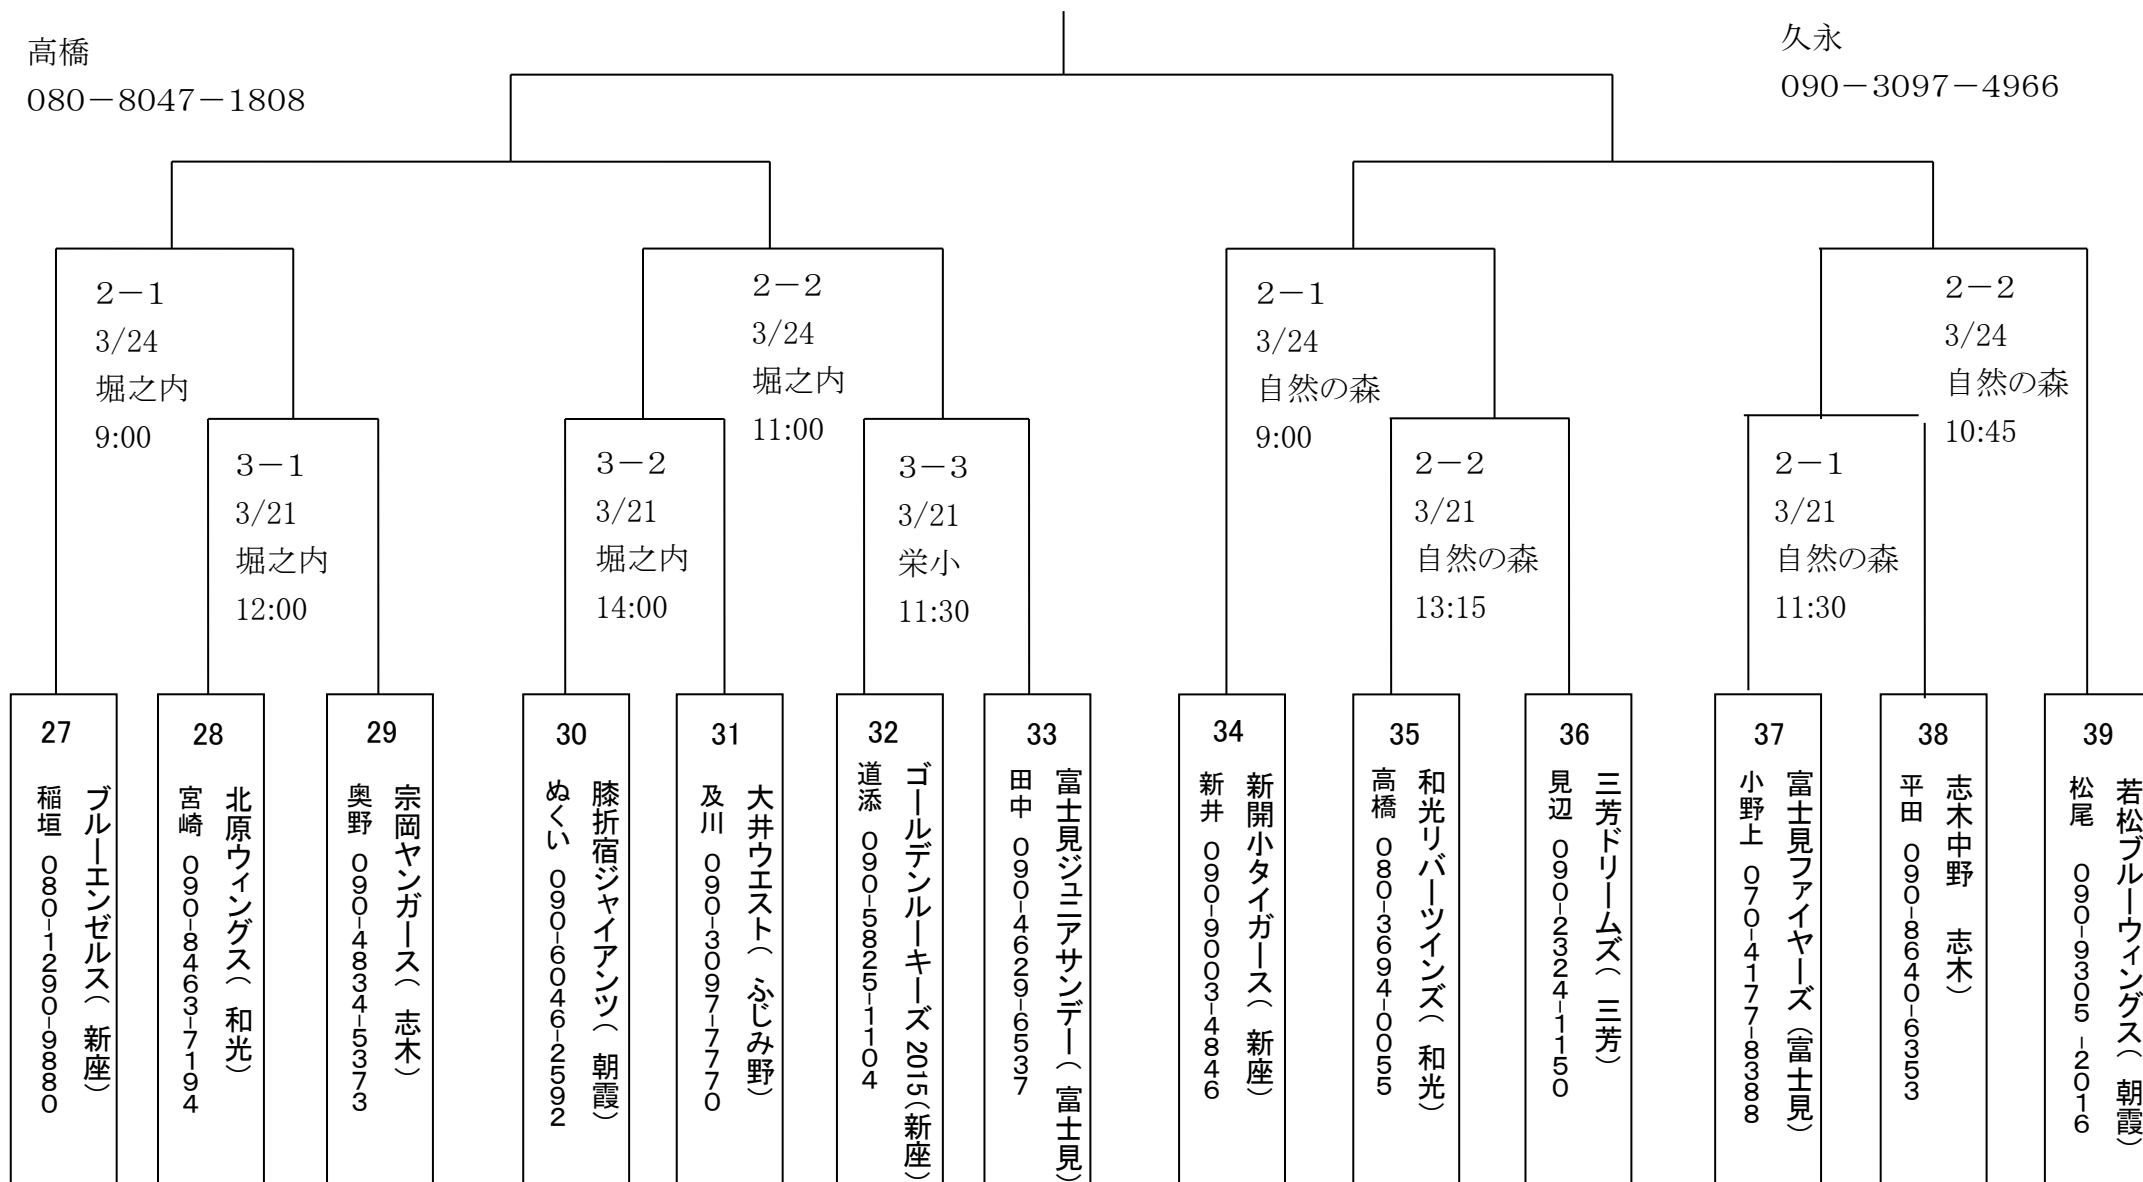 高橋
080－8047－1808
久永
090－3097－4966
2－1
3/24
堀之内
9:00
3－1
3/21
堀之内
12:00
2－2
3/24
堀之内
11:00
3－2
3/21
堀之内
14:00
3－3
3/21
栄小
11:30
2－1
3/24
自然の森
9:00
2－2
3/21
自然の森
13:15
2－2
3/24
自然の森
10:45
2－1
3/21
自然の森
11:30
27
ブルーエンゼルス（ 新座）
稲垣 080-1290-9880
28
北原ウィングス（ 和光）
宮崎 090-8463-7194
29
宗岡ヤンガース（ 志木）
奥野 090-4834-5373
30
膝折宿ジャイアンツ（ 朝霞）
ぬくい 090-6046-2592
31
大井ウエスト（ ふじみ野）
及川 090-3097-7770
32
ゴールデンルーキーズ 2015（新座）
道添 090-5825-1104
33
富士見ジュニアサンデー（ 富士見）
田中 090-4629-6537
34
新開小タイガース（ 新座）
新井 090-9003-4846
35
和光リバーツインズ（ 和光）
高橋 080-3694-0055
36
三芳ドリームズ（ 三芳）
見辺 090-2324-1150
37
富士見ファイヤーズ（富士見）
小野上 070-4177-8388
38
志木中野 志木）
平田 090-8640-6353
39
若松ブルーウィングス（ 朝霞）
松尾 090-9305 -2016